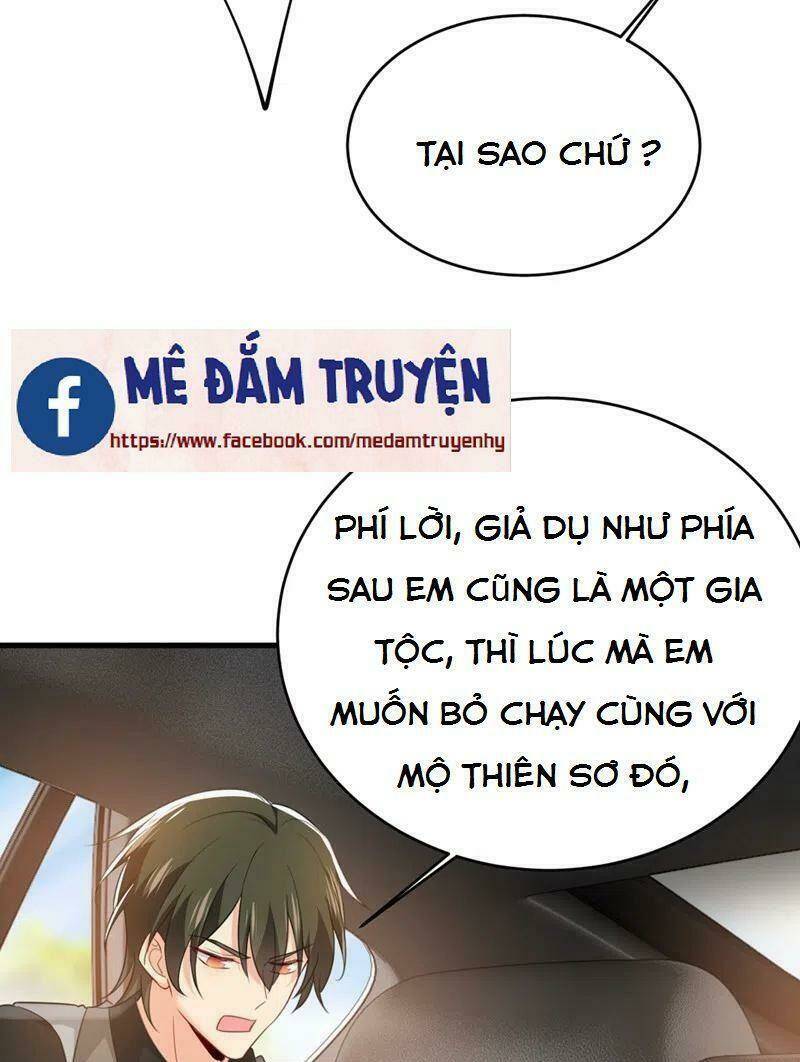 TẠI SAO CHỨ?
MÊ ĐẮM TRUYỆN
https://www.facebook.com/medamtruyenhy
PHÍ LỜI, GIẢ DỤ NHƯ PHÍA
SAU EM CŨNG LÀ MỘT GIA
TỘC, THÌ LÚC MÀ EM
MUỐN BỎ CHẠY CÙNG VỚI
MỘ THIÊN SƠ ĐÓ,